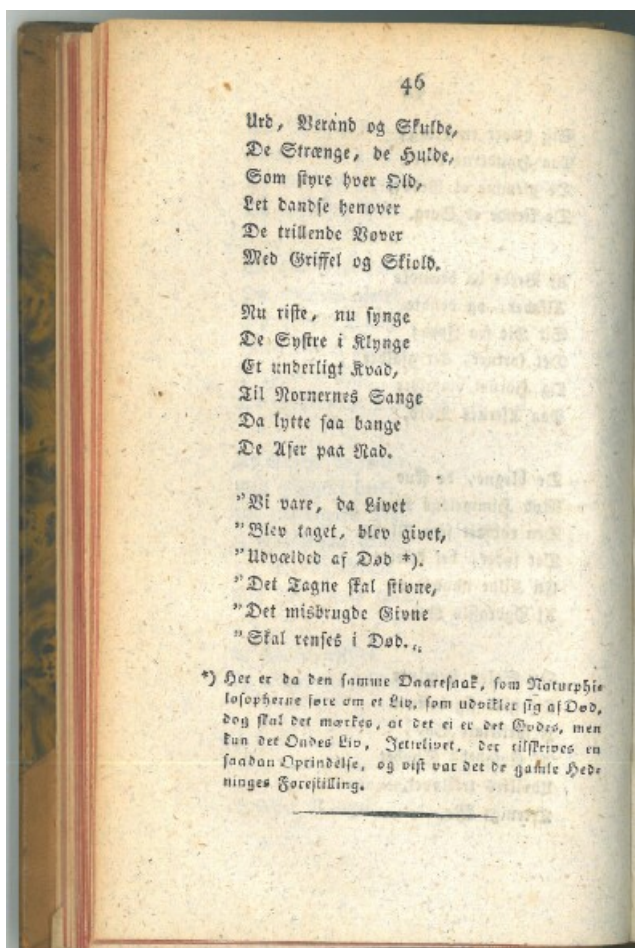 46
Urd, Verand og Skulde,
De Strænge, de Hulde,
Som styre hver Old,
Let dandse henover
De trillende Vover
Med Griffel og Skiold.
Nu riste, nu synge
De Systre i Klynge
Et underligt Kvad,
Til Nornernes Sange
Da lytte saa bange
De Aser paa Rad.
"Vi vare, da Livet
"Blev taget, blev givet,
"Udvælded af Død *).
"Det Tagne skal stivne,
"Det misbrugde Givne
"Skal renses i Død.„
*) Her er da den samme Daaresaak, som Naturphi-
losopherne føre om et Liv, som udvikler sig af Død,
dog skal det mærkes, at det ei er det Godes, men
kun det Ondes Liv, Jettelivet, der tilskrives en
saadan Oprindelse, og vist var det de gamle Hed-
ninges Forestilling.